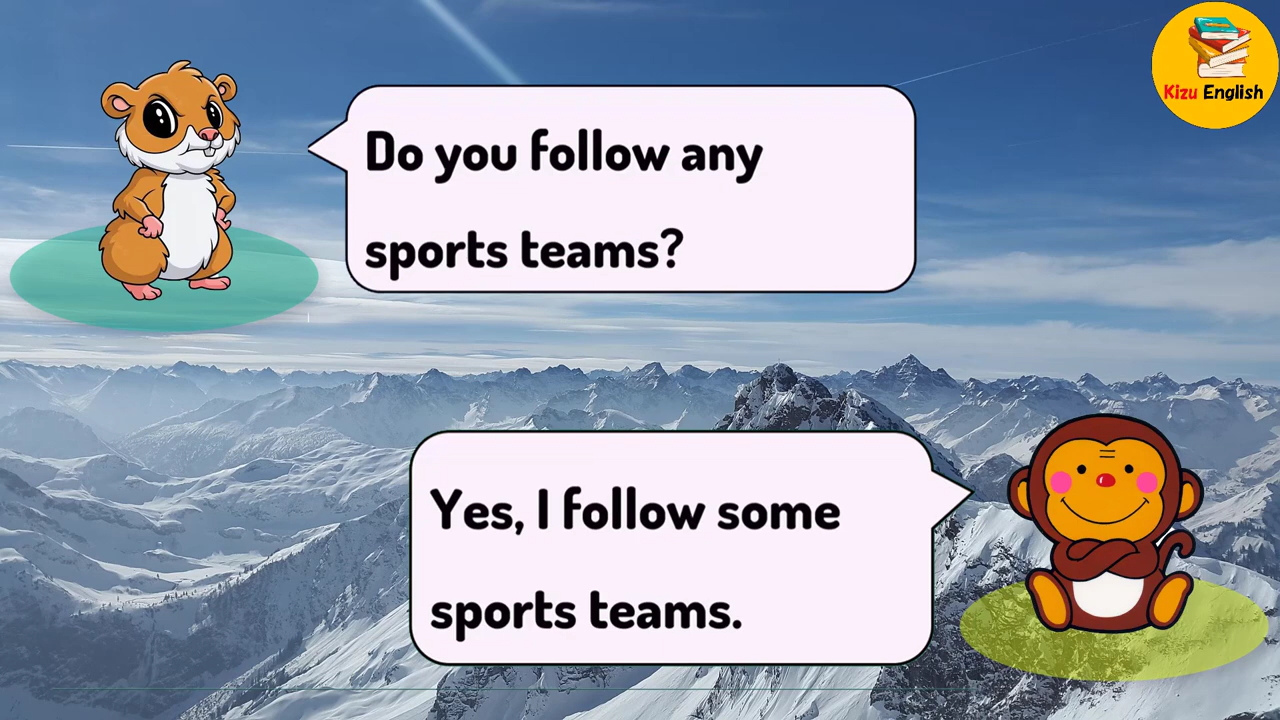 Kizu English
Do you follow any
sports teams?
Yes, I follow some
sports teams.